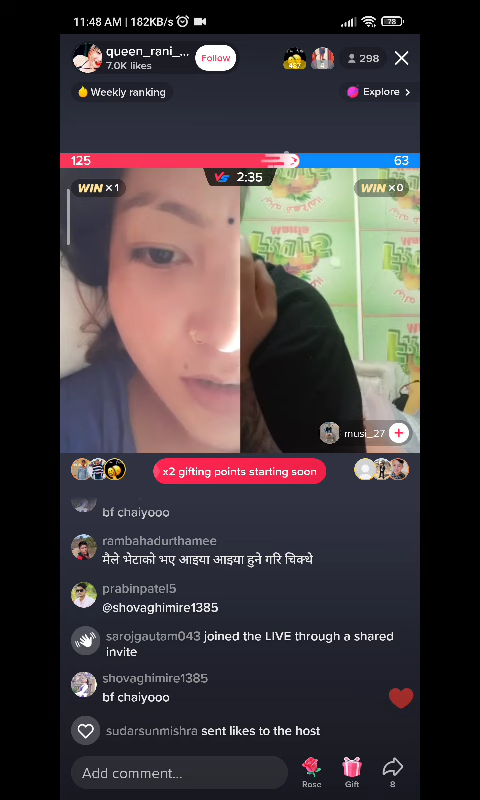 11:48 AM | 182KB/s
78
queen_rani_...
7.0K likes
Follow
298
Weekly ranking
Explore >
125
63
VS 2:35
WIN ×1
WIN ×0
musi_27
x2 gifting points starting soon
bf chaiyooo
rambahadurthamee
मैले भेटाको भए आइया आइया हुने गरि चिक्थे
prabinpatel5
@shovaghimire1385
sarojgautam043 joined the LIVE through a shared
invite
shovaghimire1385
bf chaiyooo
sudarsunmishra sent likes to the host
Add comment...
Rose
Gift
8